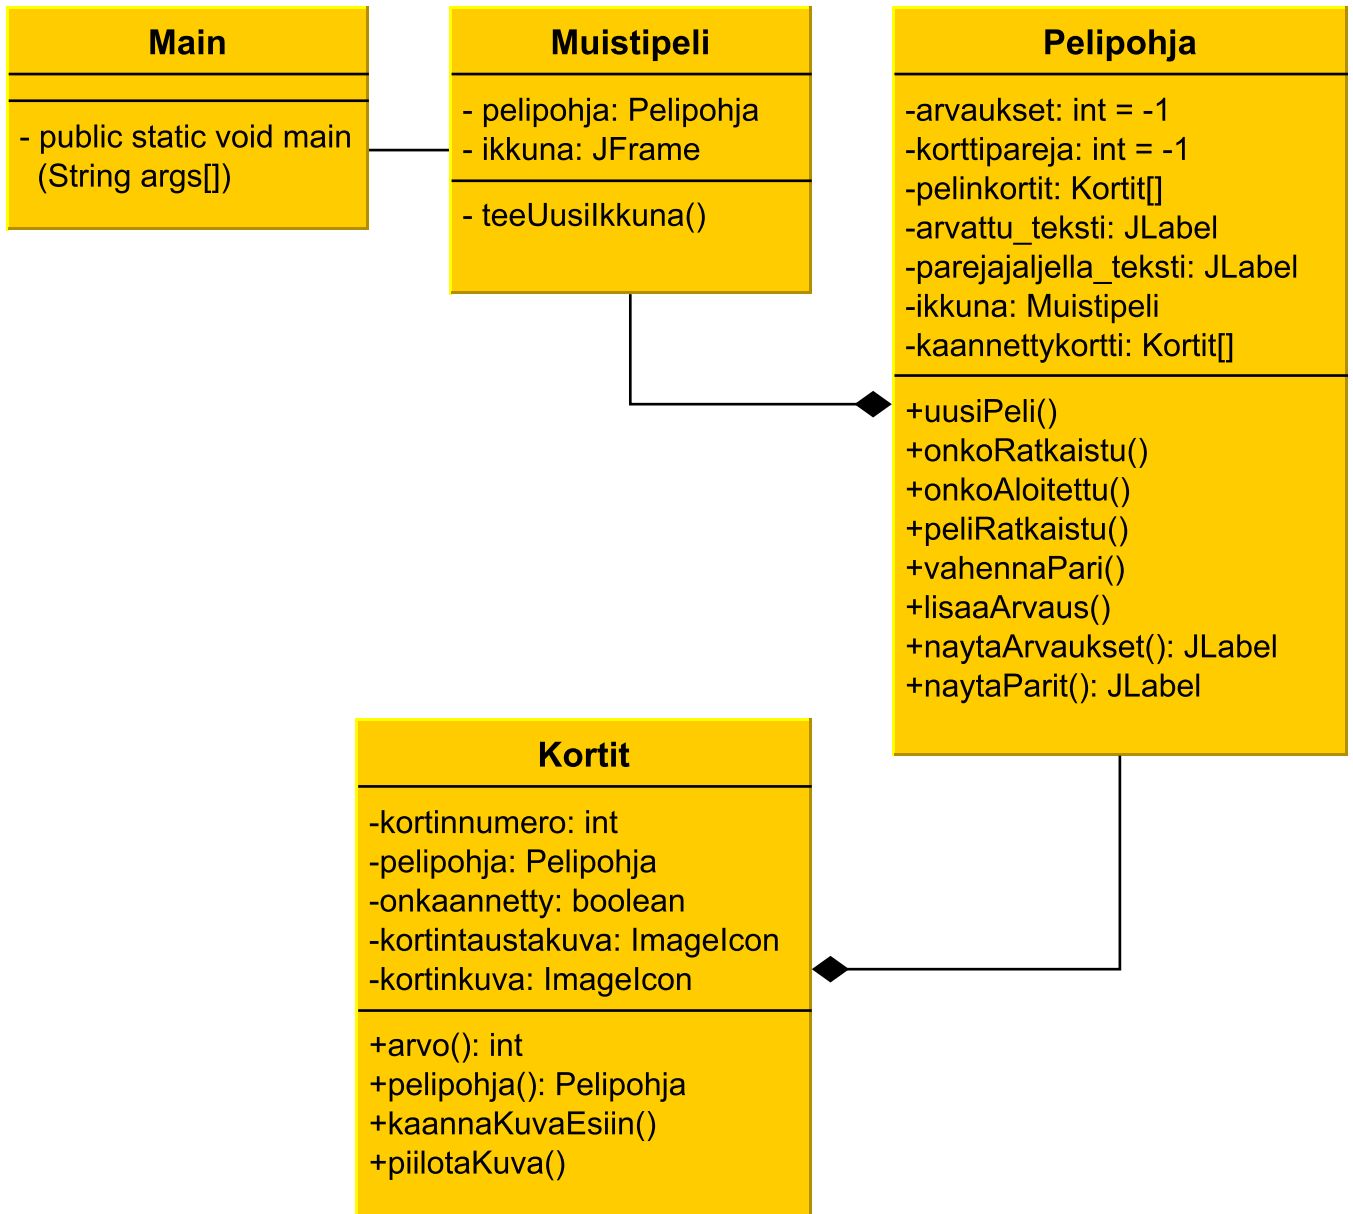 Main
- public static void main
(String args[])
Muistipeli
- pelipohja: Pelipohja
- ikkuna: JFrame
- teeUusiIkkuna()
Pelipohja
-arvaukset: int = -1
-korttipareja: int = -1
-pelinkortit: Kortit[]
-arvattu_teksti: JLabel
-parejajaljella_teksti: JLabel
-ikkuna: Muistipeli
-kaannettykortti: Kortit[]
+uusiPeli()
+onkoRatkaistu()
+onkoAloitettu()
+peliRatkaistu()
+vahennaPari()
+lisaaArvaus()
+naytaArvaukset(): JLabel
+naytaParit(): JLabel
Kortit
-kortinnumero: int
-pelipohja: Pelipohja
-onkaannetty: boolean
-kortintaustakuva: ImageIcon
-kortinkuva: ImageIcon
+arvo(): int
+pelipohja(): Pelipohja
+kaannaKuvaEsiin()
+piilotaKuva()